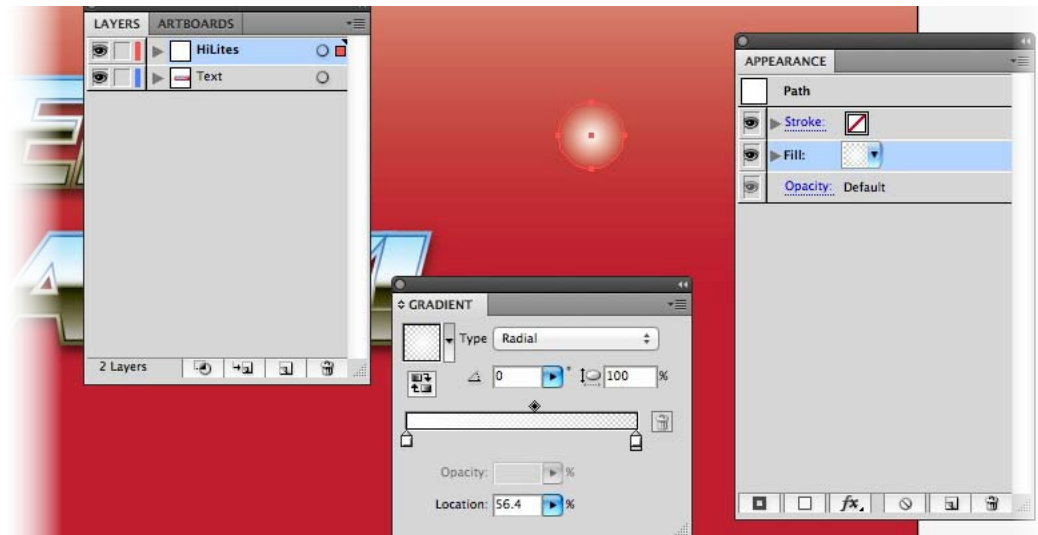 LAYERS ARTBOARDS
HiLites
Text
2 Layers
GRADIENT
Type Radial
0 ° 100 %
Opacity: %
Location: 56.4 %
APPEARANCE
Path
Stroke:
Fill:
Opacity: Default
fx